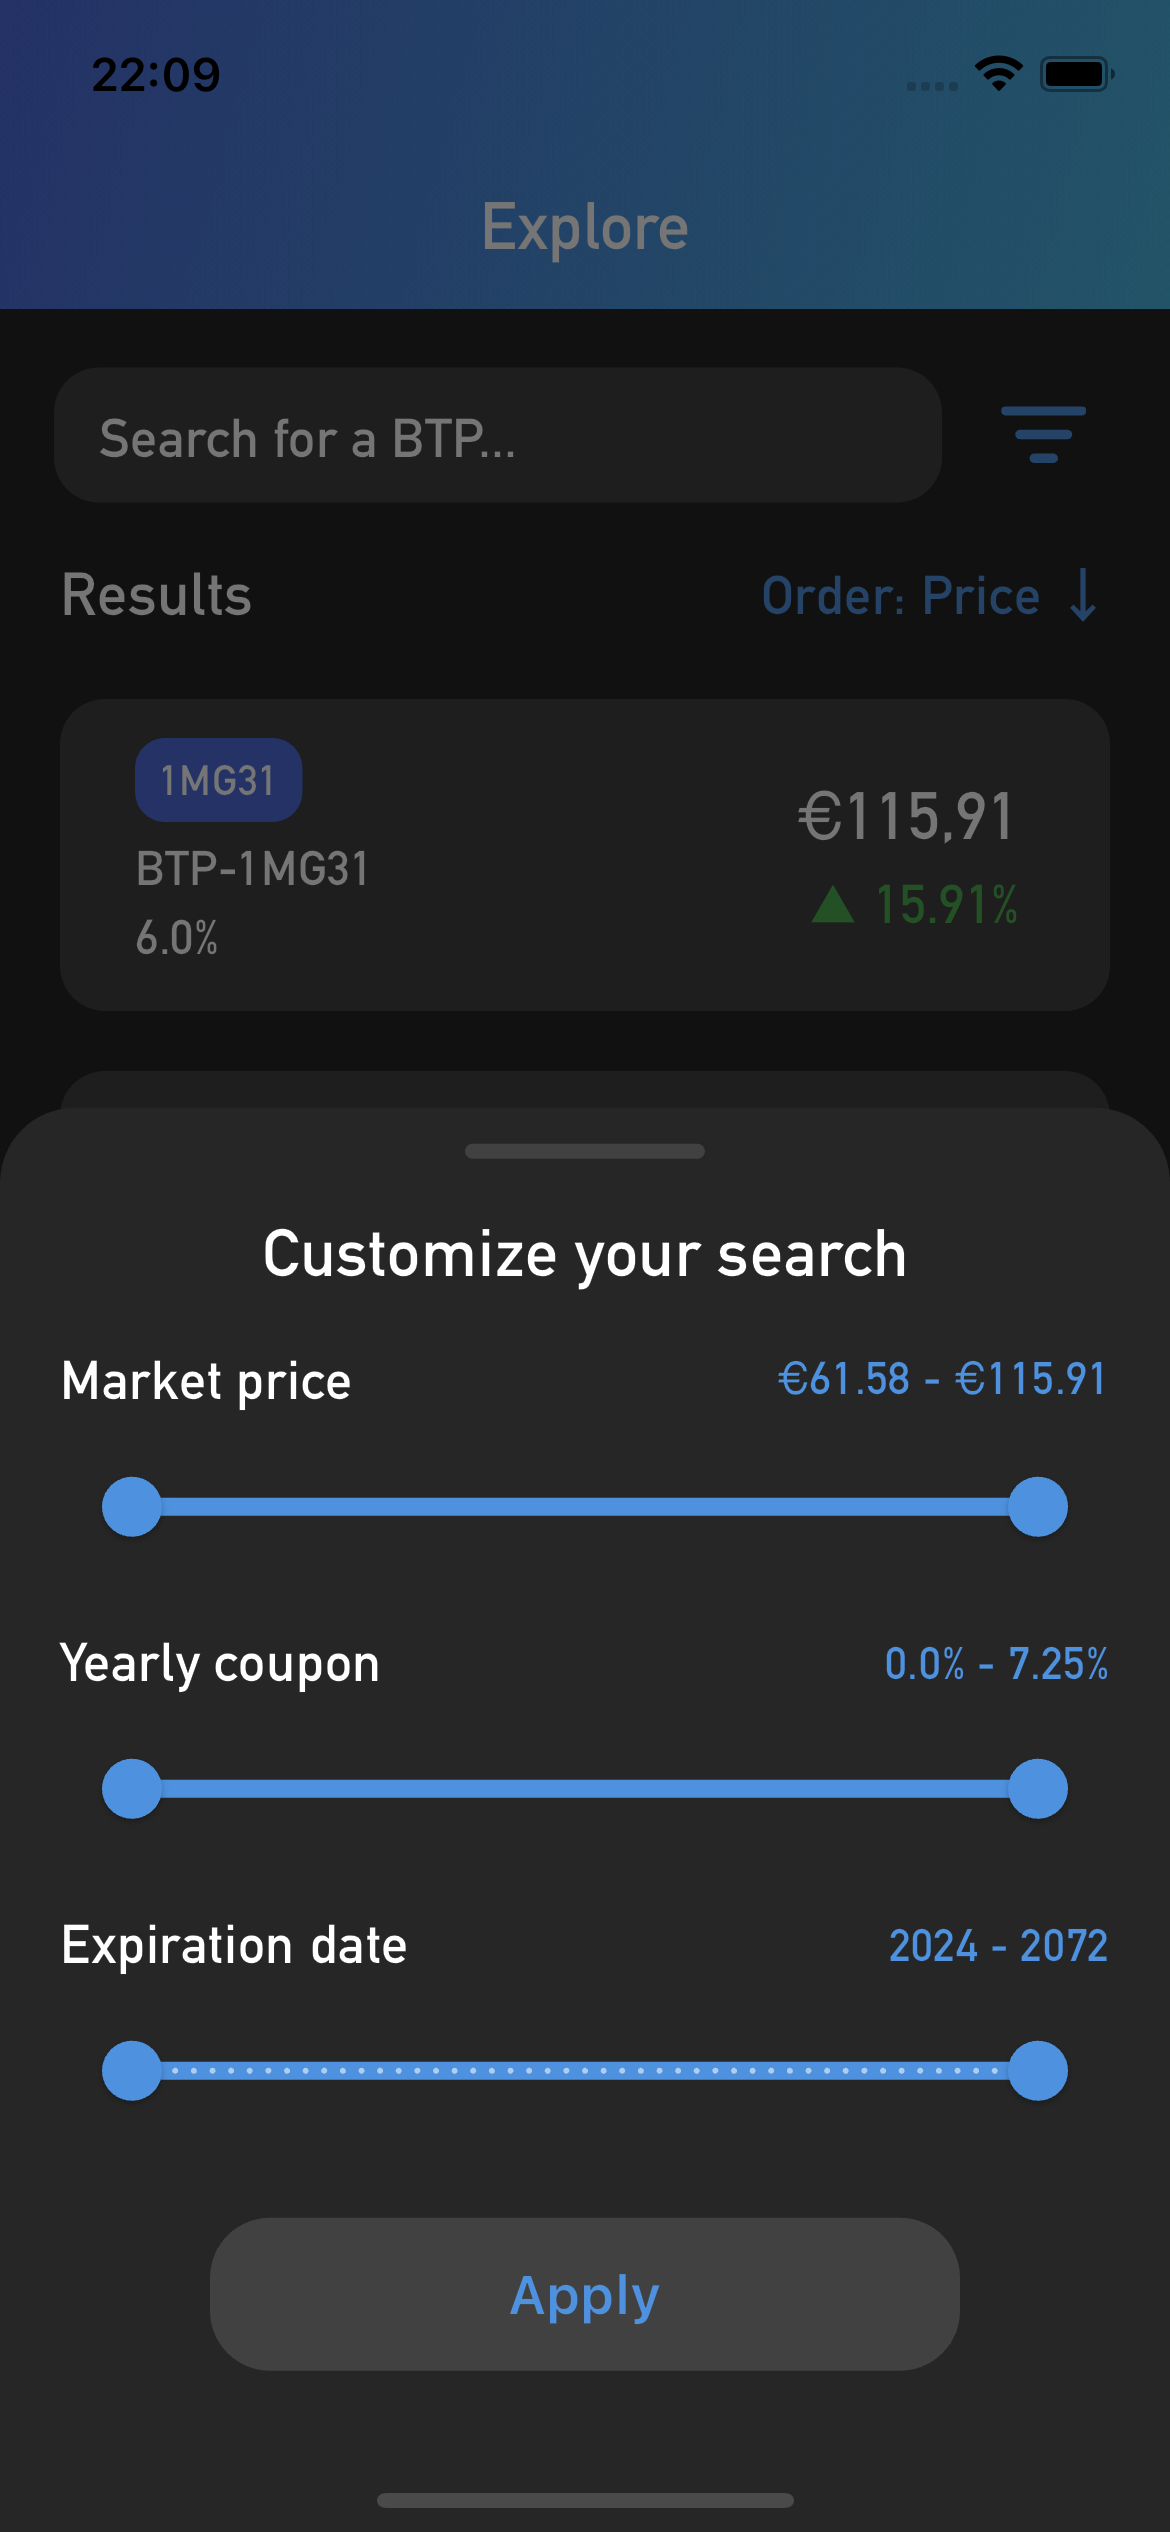 22:09
Explore
Search for a BTP...
Results
Order: Price ↓
1MG31
BTP-1MG31
6.0%
€115,91
▲ 15.91%
Customize your search
Market price
€61.58 - €115.91
Yearly coupon
0.0% - 7.25%
Expiration date
2024 - 2072
Apply